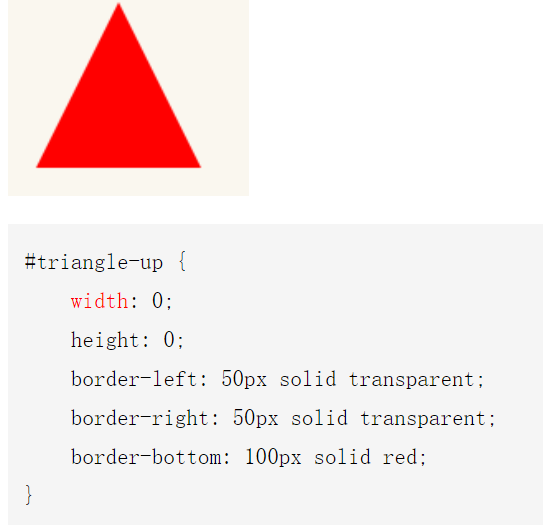 #triangle-up {
width: 0;
height: 0;
border-left: 50px solid transparent;
border-right: 50px solid transparent;
border-bottom: 100px solid red;
}